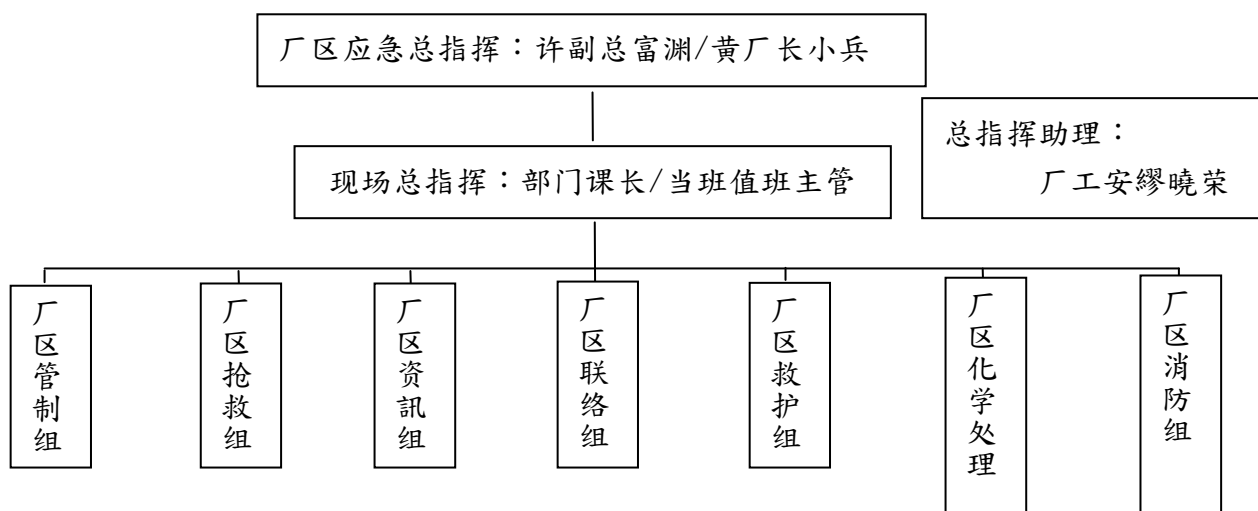 厂区应急总指挥：许副总富渊/黄厂长小兵
总指挥助理：
厂工安繆曉荣
现场总指挥：部门课长/当班值班主管
厂区管制组
厂区抢救组
厂区资訊组
厂区联络组
厂区救护组
厂区化学处理
厂区消防组